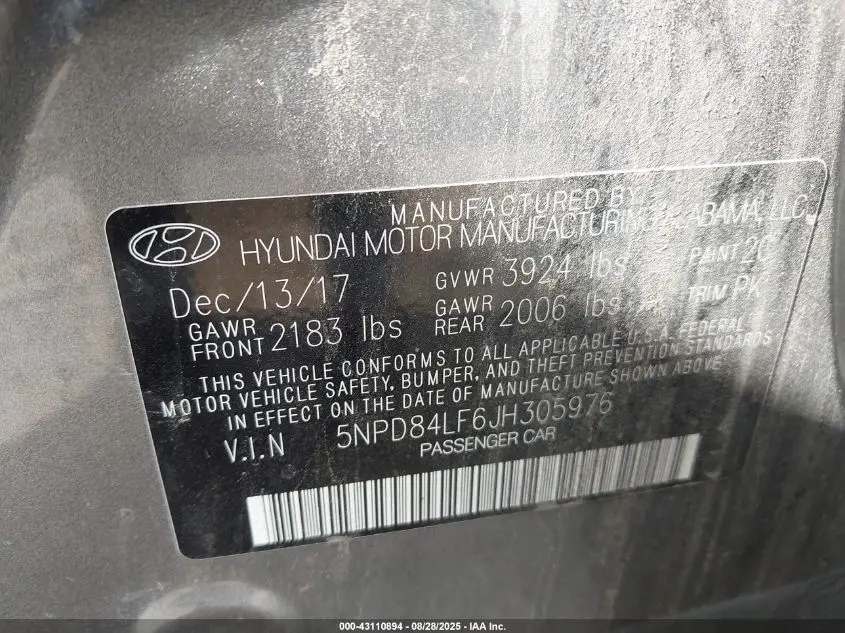 MANUFACTURED BY
HYUNDAI MOTOR MANUFACTURING ALABAMA, LLC
Dec/13/17 GVWR 3924 lbs PAINT 2C
GAWR FRONT 2183 lbs GAWR REAR 2006 lbs TRIM PK
THIS VEHICLE CONFORMS TO ALL APPLICABLE U.S.A. FEDERAL
MOTOR VEHICLE SAFETY, BUMPER, AND THEFT PREVENTION STANDARDS
IN EFFECT ON THE DATE OF MANUFACTURE SHOWN ABOVE
V.I.N 5NPD84LF6JH305976
PASSENGER CAR
000-43110894 - 08/28/2025 - IAA Inc.